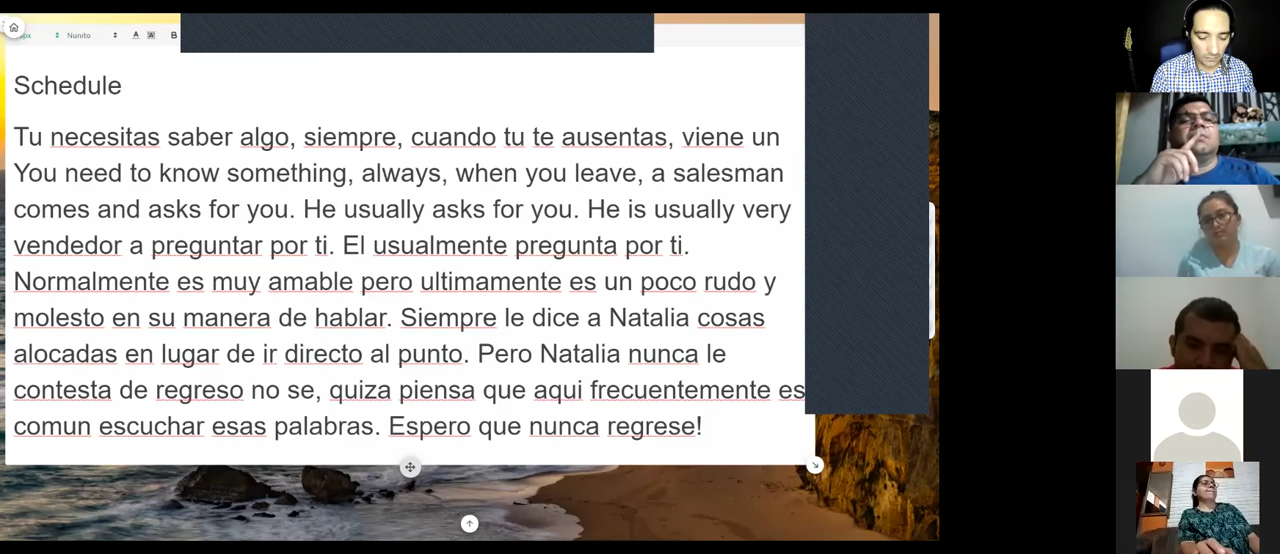 px Nunito A A B
Schedule
Tu necesitas saber algo, siempre, cuando tu te ausentas, viene un
You need to know something, always, when you leave, a salesman
comes and asks for you. He usually asks for you. He is usually very
vendedor a preguntar por ti. El usualmente pregunta por ti.
Normalmente es muy amable pero ultimamente es un poco rudo y
molesto en su manera de hablar. Siempre le dice a Natalia cosas
alocadas en lugar de ir directo al punto. Pero Natalia nunca le
contesta de regreso no se, quiza piensa que aqui frecuentemente es
comun escuchar esas palabras. Espero que nunca regrese!